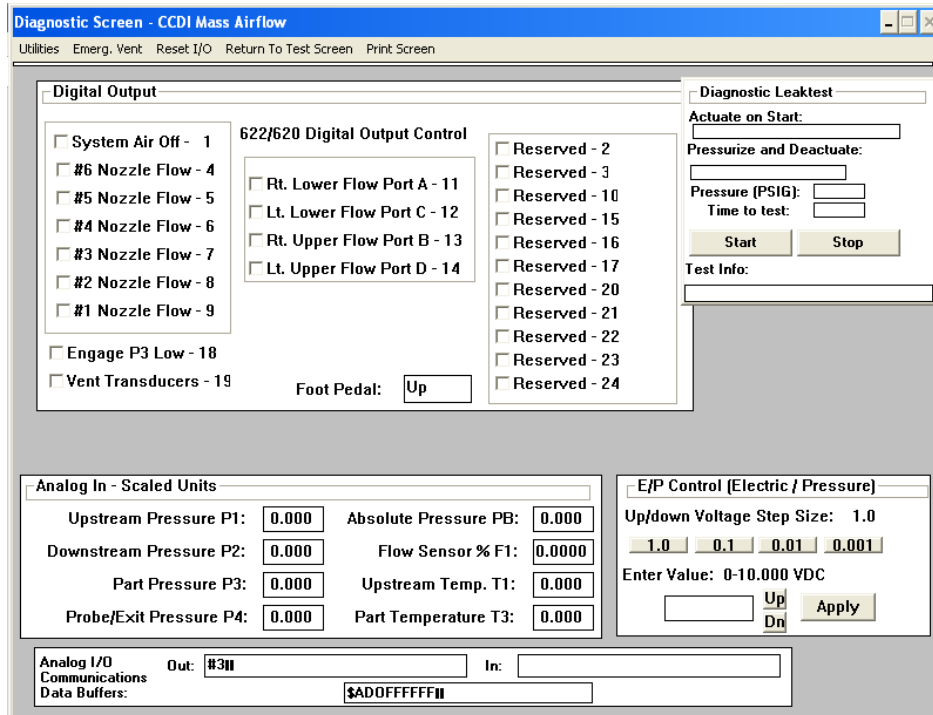 Diagnostic Screen - CCDI Mass Airflow
Utilities Emerg. Vent Reset I/O Return To Test Screen Print Screen
Digital Output
System Air Off - 1
#6 Nozzle Flow - 4
#5 Nozzle Flow - 5
#4 Nozzle Flow - 6
#3 Nozzle Flow - 7
#2 Nozzle Flow - 8
#1 Nozzle Flow - 9
Engage P3 Low - 18
Vent Transducers - 19
622/620 Digital Output Control
Rt. Lower Flow Port A - 11
Lt. Lower Flow Port C - 12
Rt. Upper Flow Port B - 13
Lt. Upper Flow Port D - 14
Foot Pedal: Up
Reserved - 2
Reserved - 3
Reserved - 10
Reserved - 15
Reserved - 16
Reserved - 17
Reserved - 20
Reserved - 21
Reserved - 22
Reserved - 23
Reserved - 24
Diagnostic Leaktest
Actuate on Start:
Pressurize and Deactuate:
Pressure (PSIG):
Time to test:
Start Stop
Test Info:
Analog In - Scaled Units
Upstream Pressure P1: 0.000 Absolute Pressure PB: 0.000
Downstream Pressure P2: 0.000 Flow Sensor % F1: 0.0000
Part Pressure P3: 0.000 Upstream Temp. T1: 0.000
Probe/Exit Pressure P4: 0.000 Part Temperature T3: 0.000
E/P Control (Electric / Pressure)
Up/down Voltage Step Size: 1.0
1.0 0.1 0.01 0.001
Enter Value: 0-10.000 VDC
Up
Dn
Apply
Analog I/O Communications Data Buffers:
Out: #3
In:
$AD0FFFFFF